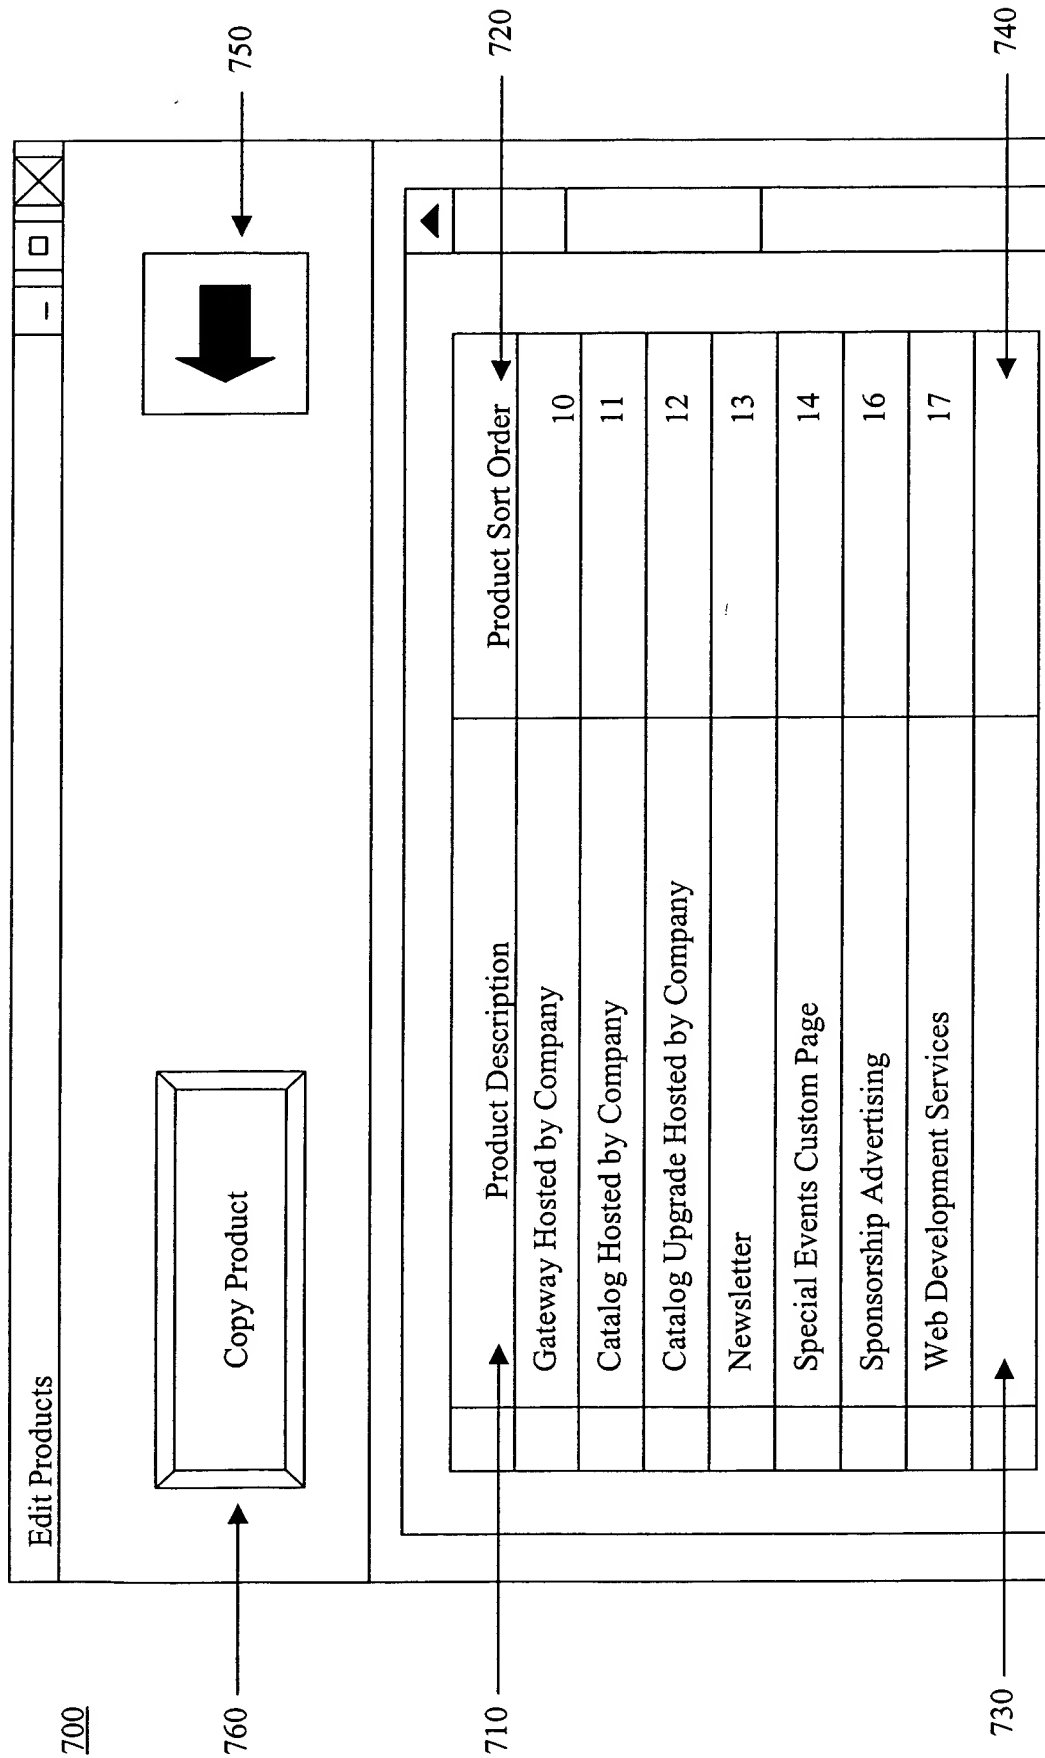 700
Edit Products
760
Copy Product
750
710
Product Description
Product Sort Order
720
Gateway Hosted by Company
10
Catalog Hosted by Company
11
Catalog Upgrade Hosted by Company
12
Newsletter
13
Special Events Custom Page
14
Sponsorship Advertising
16
Web Development Services
17
730
740